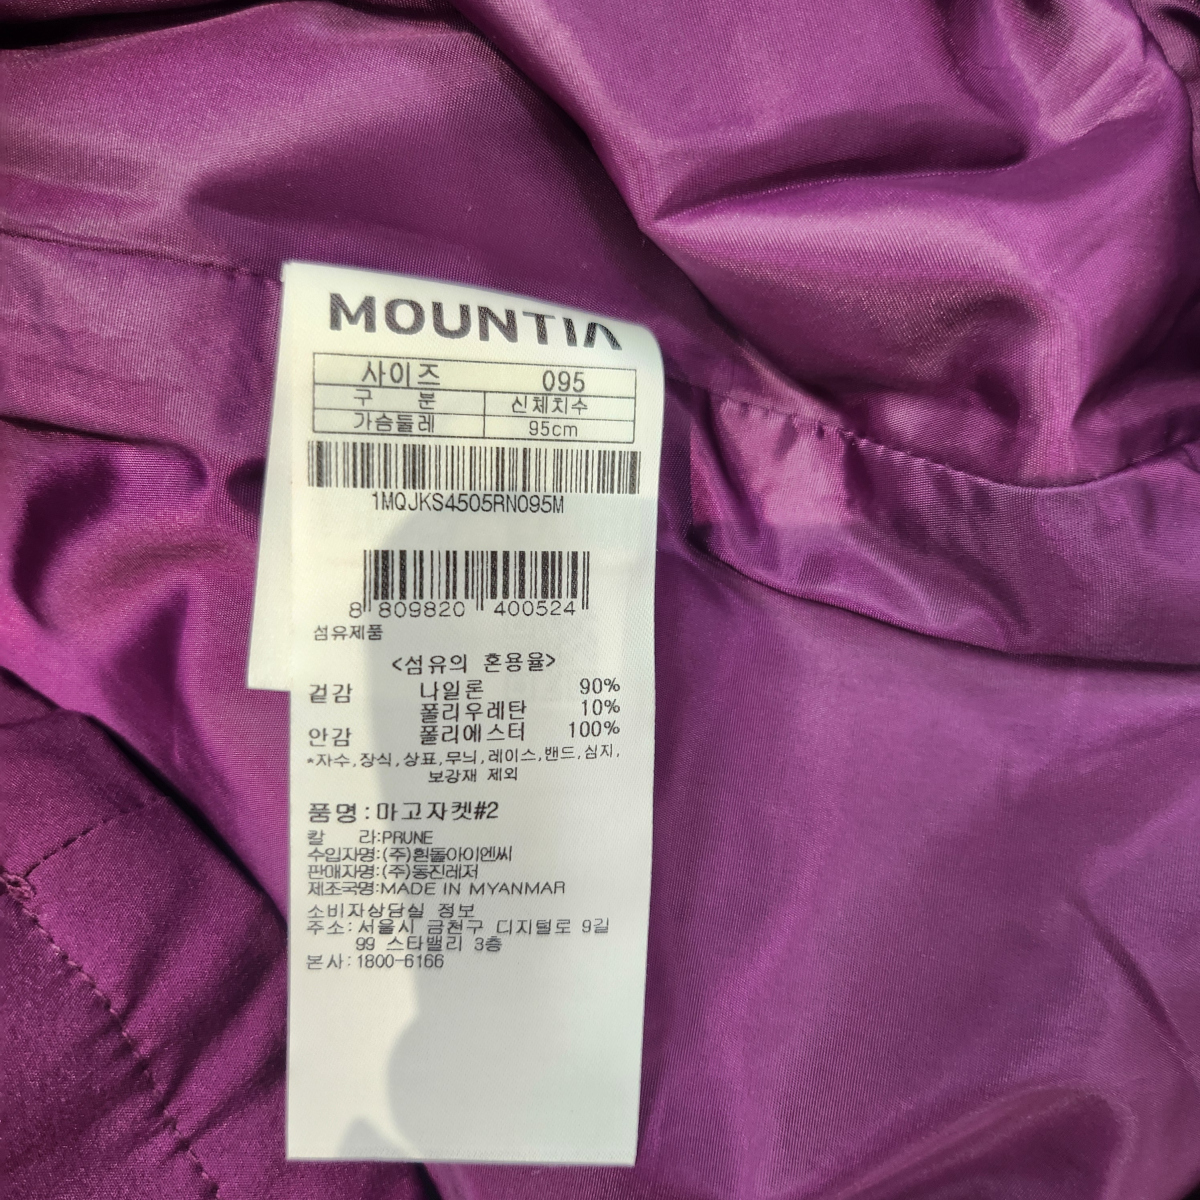 MOUNTIA
사이즈 095
구 분 신체치수
가슴둘레 95cm
1MQJKS4505RN095M
8 809820 400524
섬유제품
<섬유의 혼용율>
겉감 나일론 90%
폴리우레탄 10%
안감 폴리에스터 100%
*자수,장식,상표,무늬,레이스,밴드,심지,
보강재 제외
품명:마고자켓#2
칼 라:PRUNE
수입자명:(주)흰돌아이엔씨
판매자명:(주)동진레저
제조국명:MADE IN MYANMAR
소비자상담실 정보
주소:서울시 금천구 디지털로 9길
99 스타밸리 3층
본사:1800-6166